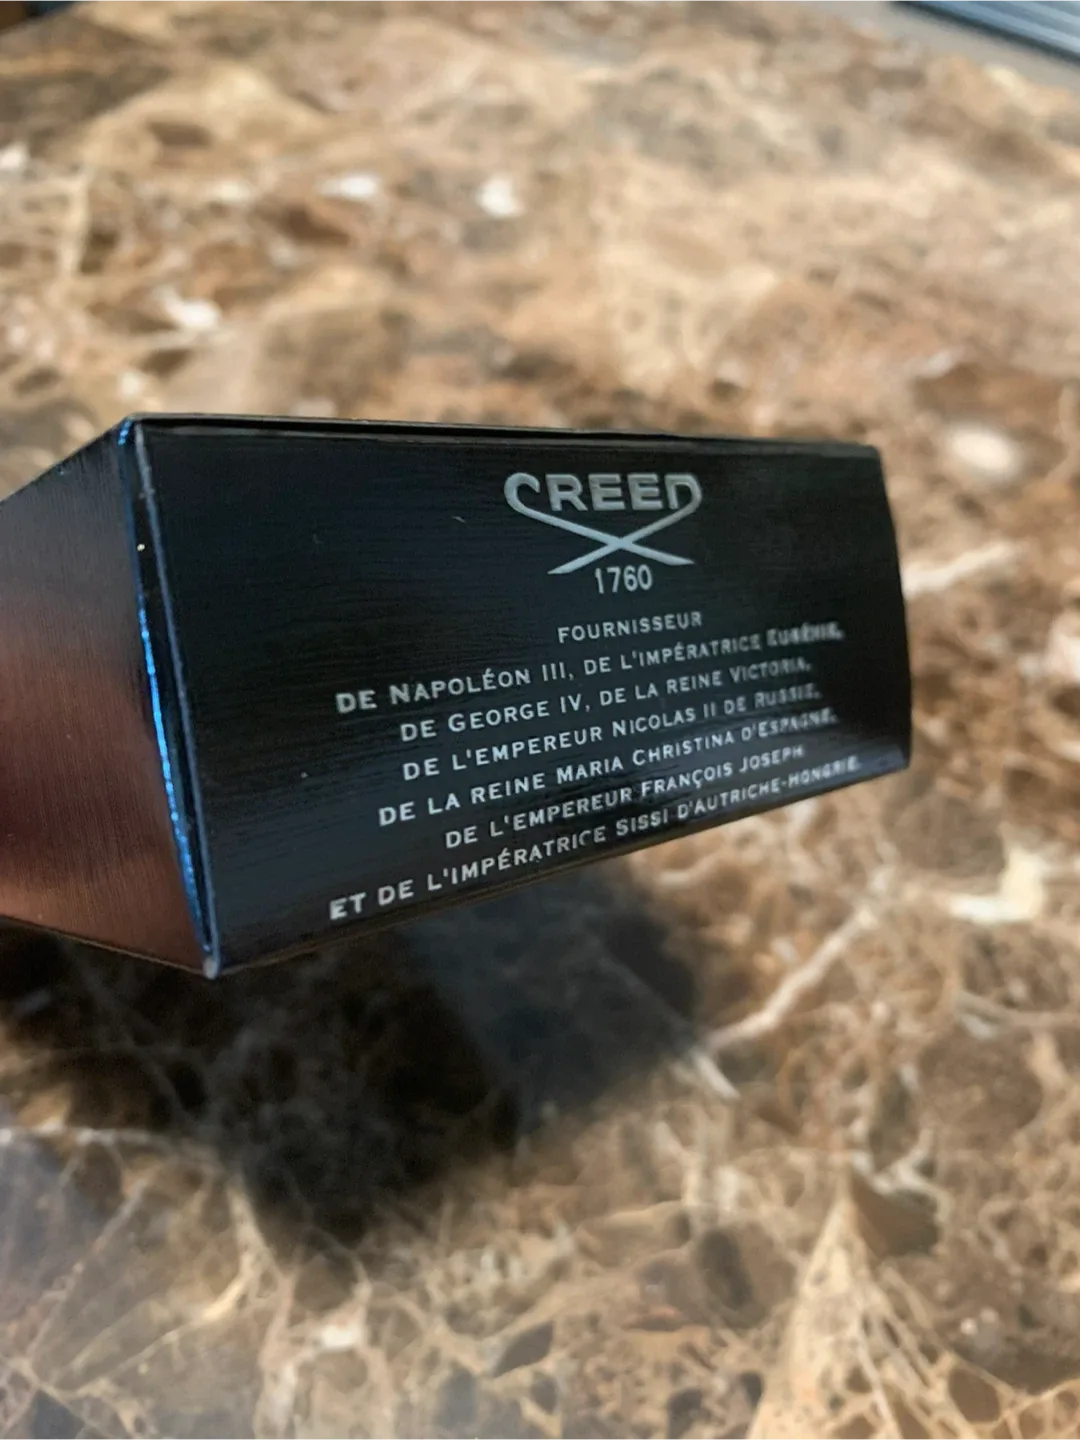 CREED
1760
FOURNISSEUR
DE NAPOLÉON III, DE L'IMPÉRATRICE EUGÉNIE,
DE GEORGE IV, DE LA REINE VICTORIA,
DE L'EMPEREUR NICOLAS II DE RUSSIE,
DE LA REINE MARIA CHRISTINA D'ESPAGNE,
DE L'EMPEREUR FRANÇOIS JOSEPH
ET DE L'IMPÉRATRICE SISSI D'AUTRICHE-HONGRIE.